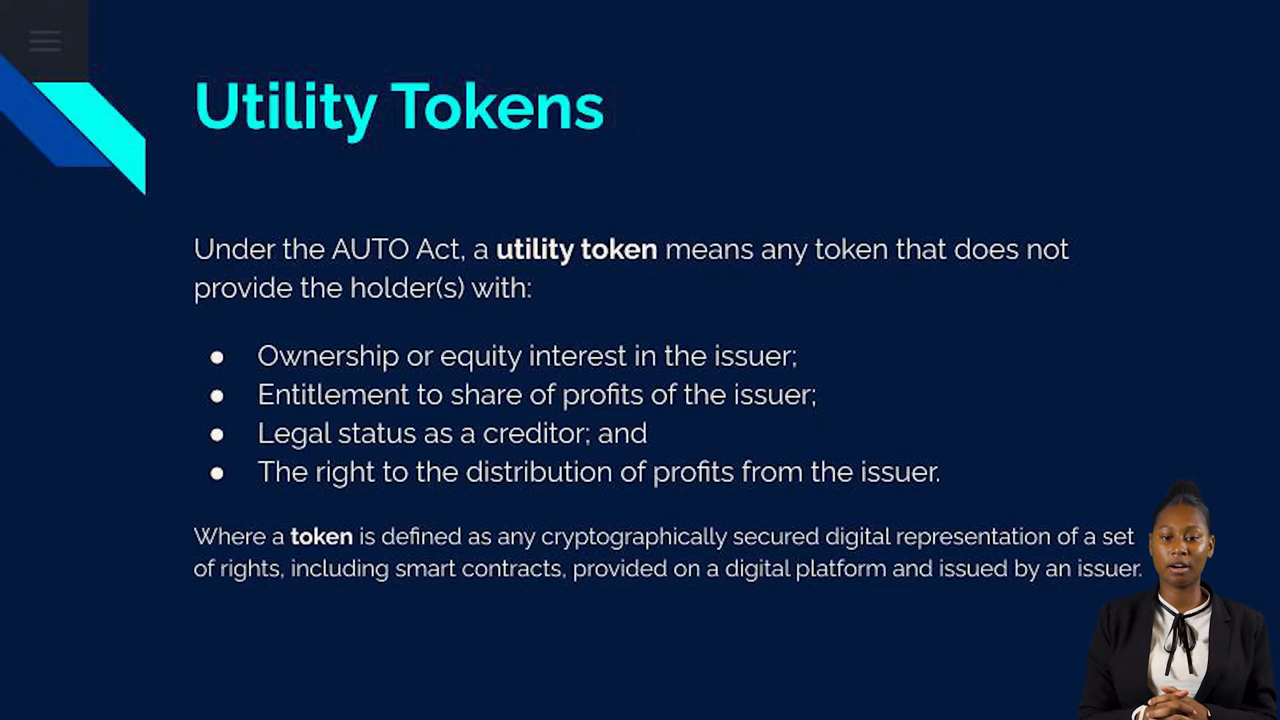 Utility Tokens
Under the AUTO Act, a utility token means any token that does not
provide the holder(s) with:
● Ownership or equity interest in the issuer;
● Entitlement to share of profits of the issuer;
● Legal status as a creditor; and
● The right to the distribution of profits from the issuer.
Where a token is defined as any cryptographically secured digital representation of a set
of rights, including smart contracts, provided on a digital platform and issued by an issuer.